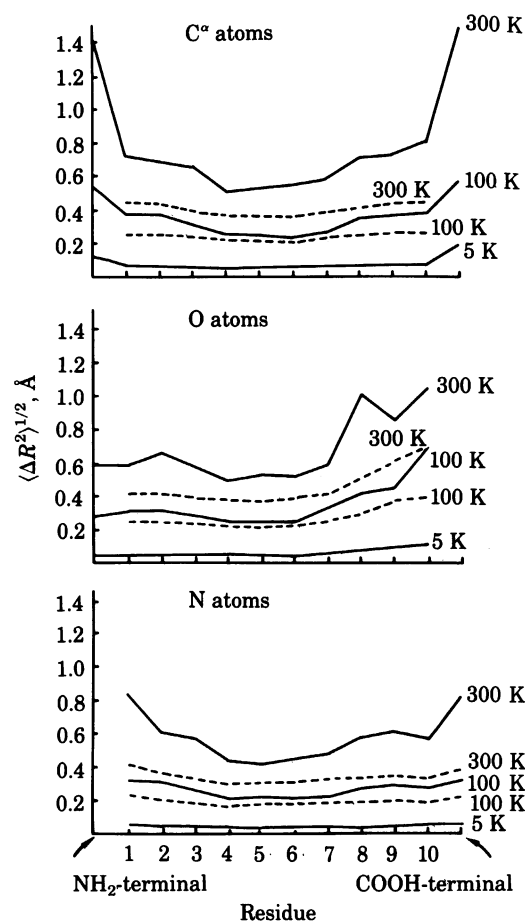 Cα atoms
300 K
1.4
1.2
1.0
0.8
0.6
0.4
0.2
300 K
100 K
100 K
5 K
O atoms
1.4
1.2
1.0
0.8
0.6
0.4
0.2
300 K
300 K
100 K
100 K
5 K
⟨ΔR²⟩¹/², Å
N atoms
1.4
1.2
1.0
0.8
0.6
0.4
0.2
300 K
300 K
100 K
100 K
5 K
1 2 3 4 5 6 7 8 9 10
NH₂-terminal COOH-terminal
Residue